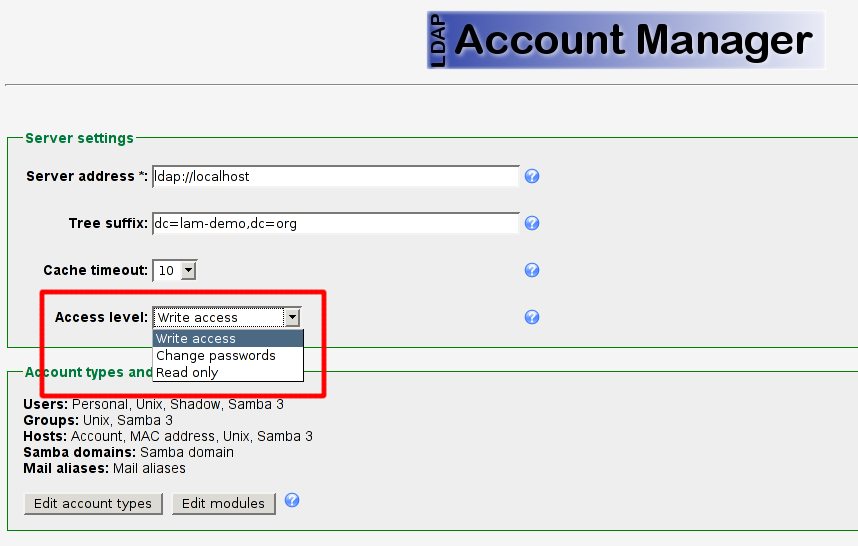 LDAP Account Manager
Server settings
Server address *: ldap://localhost
Tree suffix: dc=lam-demo,dc=org
Cache timeout: 10
Access level: Write access
Write access
Change passwords
Read only
Account types and
Users: Personal, Unix, Shadow, Samba 3
Groups: Unix, Samba 3
Hosts: Account, MAC address, Unix, Samba 3
Samba domains: Samba domain
Mail aliases: Mail aliases
Edit account types Edit modules